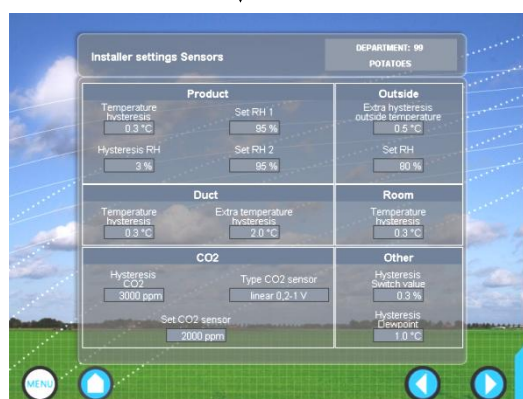 Installer settings Sensors
DEPARTMENT: 99
POTATOES
Product
Temperature
hysteresis
0.3 °C
Set RH 1
95 %
Hysteresis RH
3 %
Set RH 2
95 %
Outside
Extra hysteresis
outside temperature
0.5 °C
Set RH
80 %
Duct
Temperature
hysteresis
0.3 °C
Extra temperature
hysteresis
2.0 °C
Room
Temperature
hysteresis
0.3 °C
CO2
Hysteresis
CO2
3000 ppm
Type CO2 sensor
linear 0,2-1 V
Set CO2 sensor
2000 ppm
Other
Hysteresis
Switch value
0.3 %
Hysteresis
Dewpoint
1.0 °C
MENU